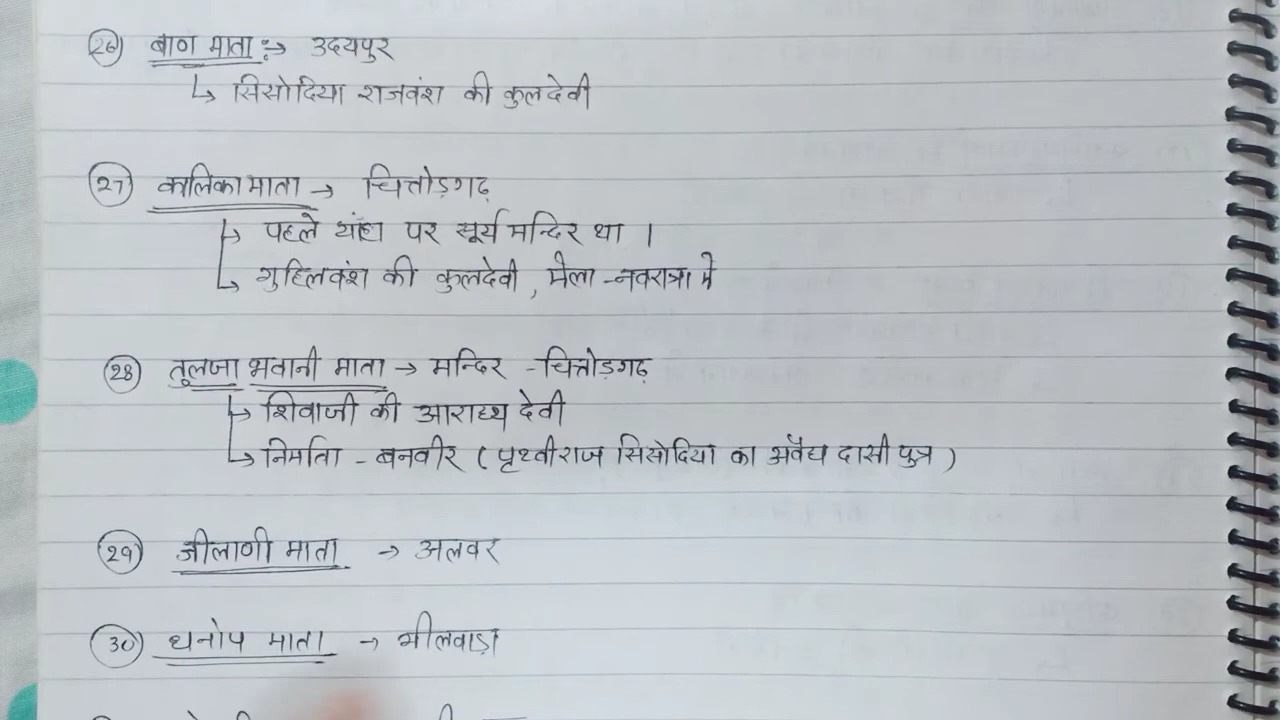 (26) बाण माता :→ उदयपुर
↳ सिसोदिया राजवंश की कुलदेवी
(27) कालिका माता → चित्तोड़गढ़
↳ पहले यांहा पर सूर्य मन्दिर था ।
↳ गुहिलवंश की कुलदेवी , मेला - नवरात्रा मे
(28) तुलजा भवानी माता → मन्दिर - चित्तोड़गढ़
↳ शिवाजी की आराध्य देवी
↳ निर्माता - बनवीर ( पृथ्वीराज सिसोदिया का अवैद्य दासी पुत्र )
(29) जीलाणी माता → अलवर
(30) धनोप माता → भीलवाड़ा